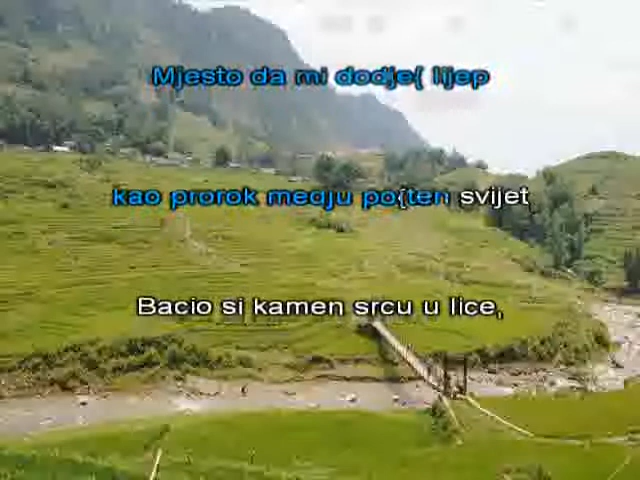 Mjesto da mi dodje{ lijep
kao prorok medju po{ten svijet
Bacio si kamen srcu u lice,